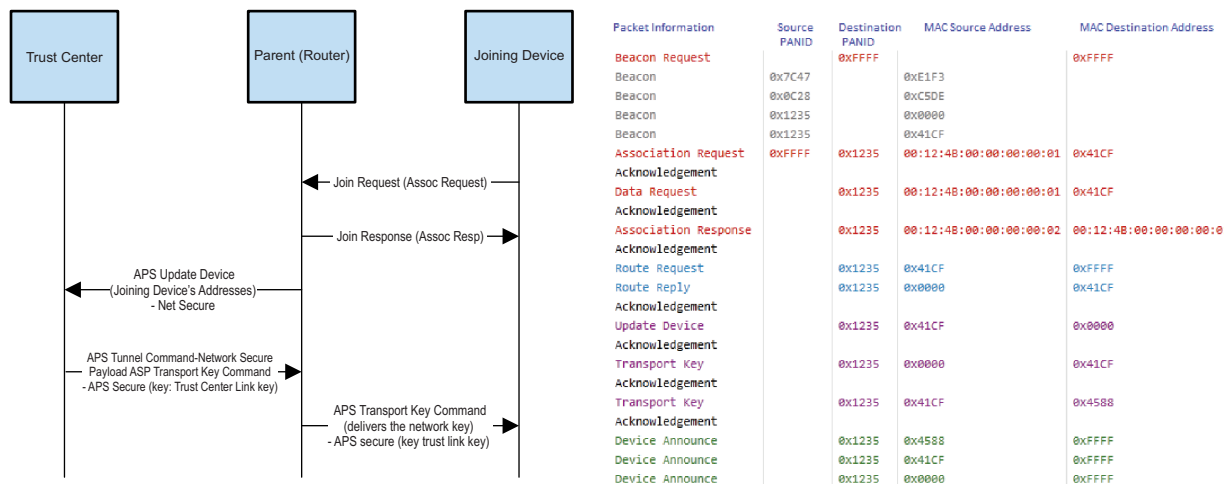 Trust Center
Parent (Router)
Joining Device
Join Request (Assoc Request)
Join Response (Assoc Resp)
APS Update Device
(Joining Device's Addresses)
- Net Secure
APS Tunnel Command-Network Secure
Payload ASP Transport Key Command
- APS Secure (key: Trust Center Link key)
APS Transport Key Command
(delivers the network key)
- APS secure (key trust link key)
Packet Information Source PANID Destination PANID MAC Source Address MAC Destination Address
Beacon Request 0xFFFF 0xFFFF
Beacon 0x7C47 0xE1F3
Beacon 0x0C28 0xC5DE
Beacon 0x1235 0x0000
Beacon 0x1235 0x41CF
Association Request 0xFFFF 0x1235 00:12:4B:00:00:00:00:01 0x41CF
Acknowledgement
Data Request 0x1235 00:12:4B:00:00:00:00:01 0x41CF
Acknowledgement
Association Response 0x1235 00:12:4B:00:00:00:00:02 00:12:4B:00:00:00:00:0
Acknowledgement
Route Request 0x1235 0x41CF 0xFFFF
Route Reply 0x1235 0x0000 0x41CF
Acknowledgement
Update Device 0x1235 0x41CF 0x0000
Acknowledgement
Transport Key 0x1235 0x0000 0x41CF
Acknowledgement
Transport Key 0x1235 0x41CF 0x4588
Acknowledgement
Device Announce 0x1235 0x4588 0xFFFF
Device Announce 0x1235 0x41CF 0xFFFF
Device Announce 0x1235 0x0000 0xFFFF